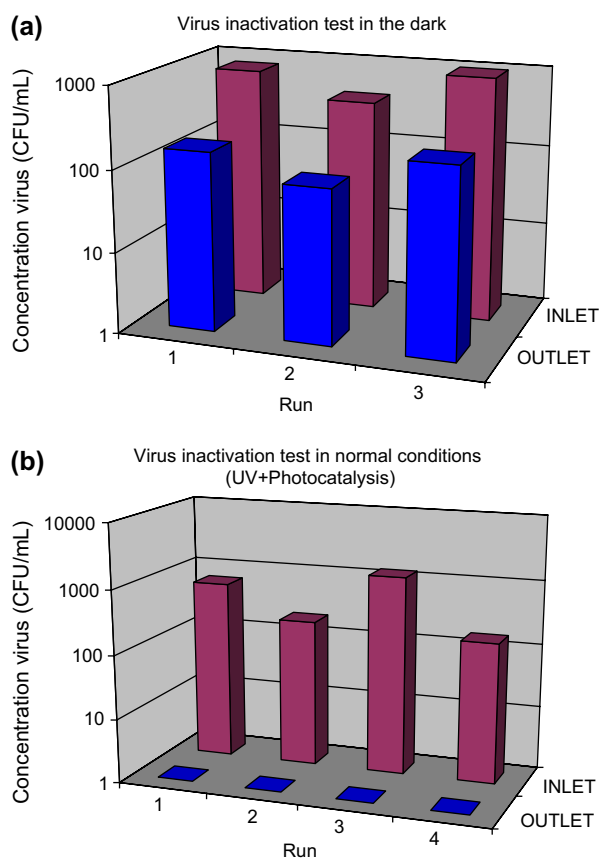 (a)
Virus inactivation test in the dark
Concentration virus (CFU/mL)
1000
100
10
1
1
2
3
Run
INLET
OUTLET
(b)
Virus inactivation test in normal conditions
(UV+Photocatalysis)
Concentration virus (CFU/mL)
10000
1000
100
10
1
1
2
3
4
Run
INLET
OUTLET